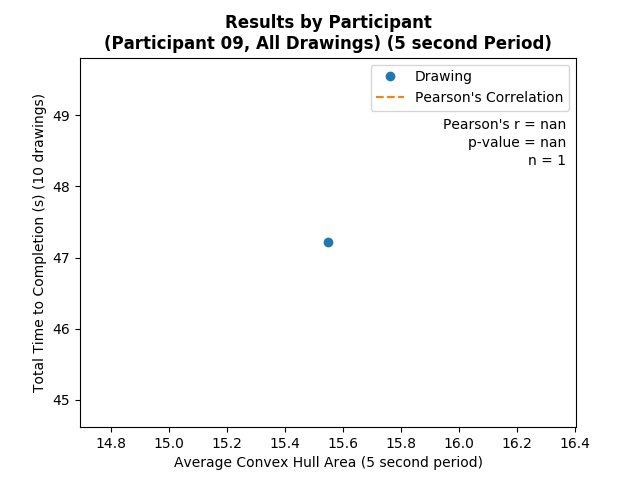 Results by Participant
(Participant 09, All Drawings) (5 second Period)
Drawing
Pearson's Correlation
Pearson's r = nan
p-value = nan
n = 1
Total Time to Completion (s) (10 drawings)
49
48
47
46
45
14.8 15.0 15.2 15.4 15.6 15.8 16.0 16.2 16.4
Average Convex Hull Area (5 second period)